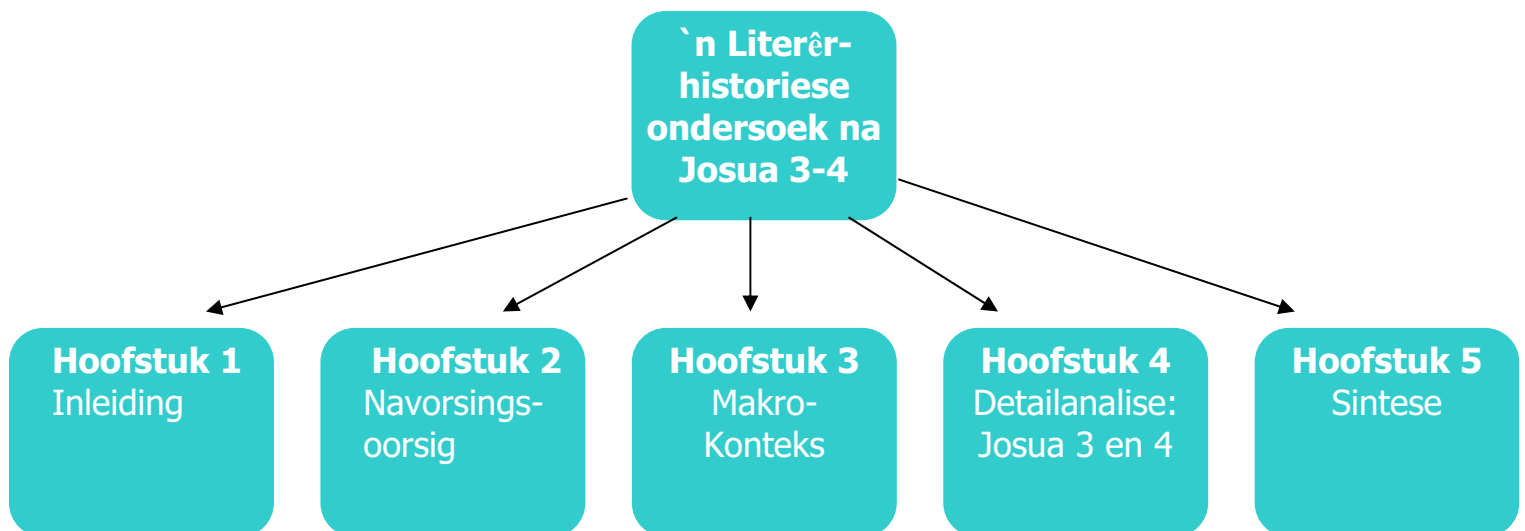 `n Literêr-
historiese
ondersoek na
Josua 3-4
Hoofstuk 1
Inleiding
Hoofstuk 2
Navorsings-
oorsig
Hoofstuk 3
Makro-
Konteks
Hoofstuk 4
Detailanalise:
Josua 3 en 4
Hoofstuk 5
Sintese